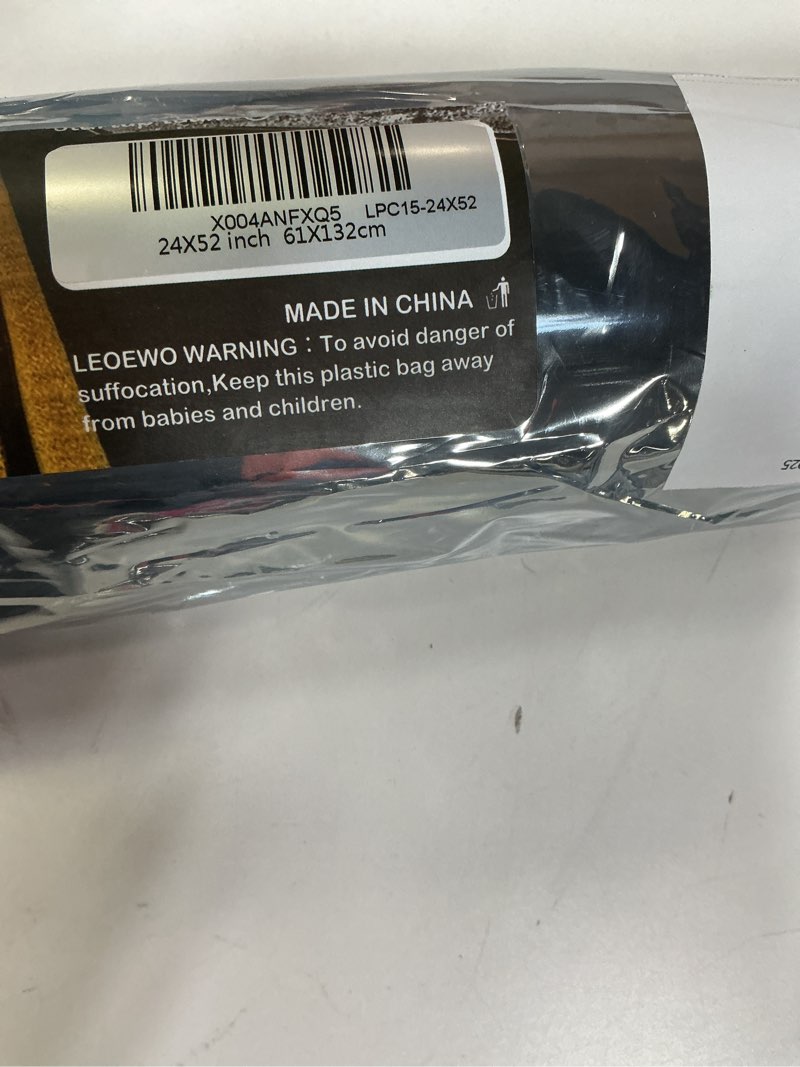 X004ANFXQ5 LPC15-24X52
24X52 inch 61X132cm
MADE IN CHINA
LEOEWO WARNING：To avoid danger of
suffocation,Keep this plastic bag away
from babies and children.